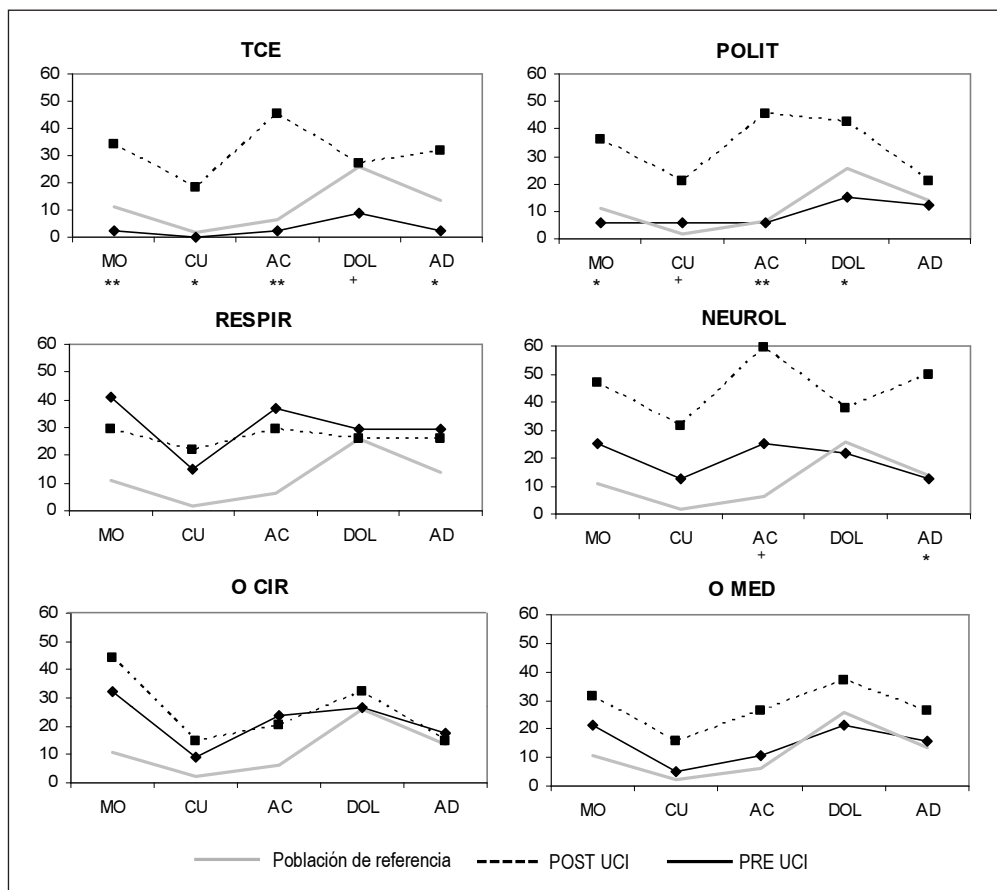 TCE
60
50
40
30
20
10
0
MO CU AC DOL AD
** * ** + *
POLIT
60
50
40
30
20
10
0
MO CU AC DOL AD
* + ** *
RESPIR
60
50
40
30
20
10
0
MO CU AC DOL AD
NEUROL
60
50
40
30
20
10
0
MO CU AC DOL AD
+ *
O CIR
60
50
40
30
20
10
0
MO CU AC DOL AD
O MED
60
50
40
30
20
10
0
MO CU AC DOL AD
Población de referencia POST UCI PRE UCI